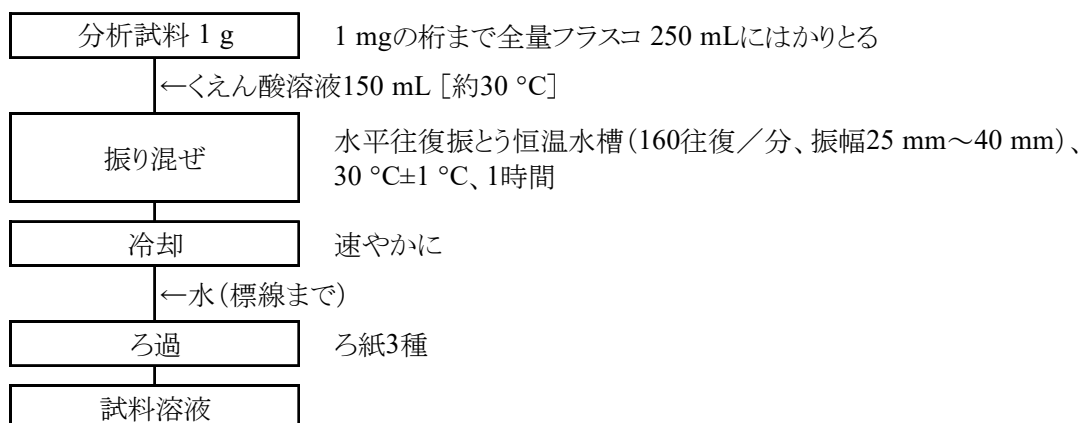 分析試料 1 g
1 mgの桁まで全量フラスコ 250 mLにはかりとる
←くえん酸溶液150 mL [約30 °C]
振り混ぜ
水平往復振とう恒温水槽(160往復/分、振幅25 mm～40 mm)、
30 °C±1 °C、1時間
冷却
速やかに
←水(標線まで)
ろ過
ろ紙3種
試料溶液